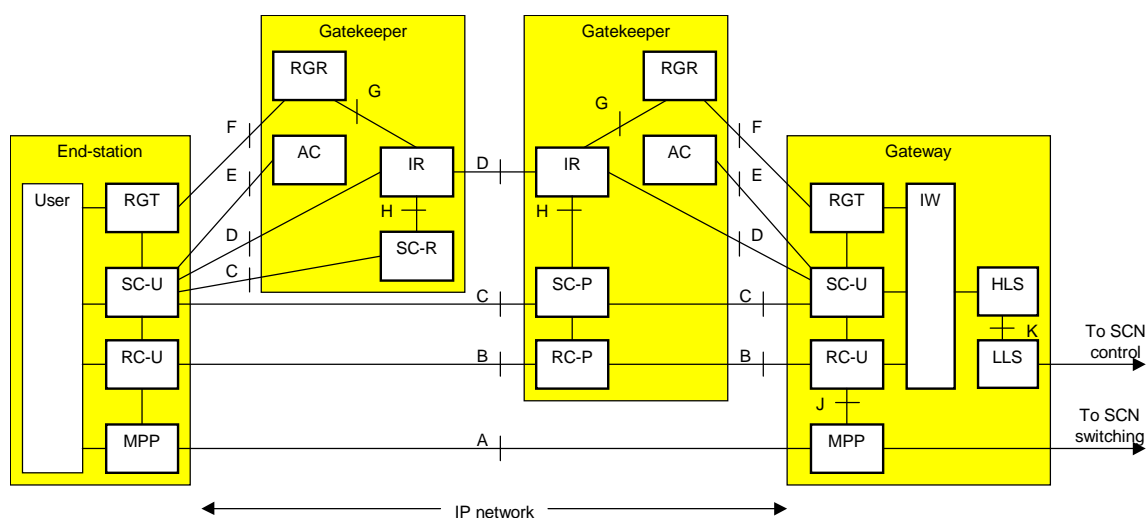 Gatekeeper
Gatekeeper
RGR
RGR
G
G
F
F
End-station
AC
IR
D
IR
AC
Gateway
E
E
User
RGT
RGT
IW
H
H
D
D
SC-R
C
SC-U
C
SC-P
C
SC-U
HLS
K
To SCN
control
RC-U
B
RC-P
B
RC-U
LLS
J
To SCN
switching
MPP
A
MPP
IP network